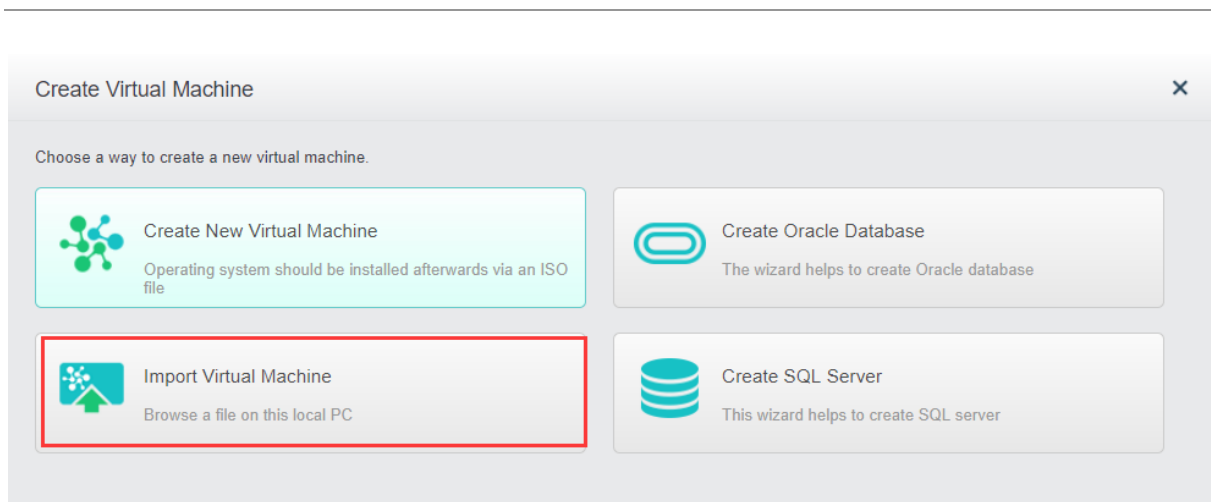 Create Virtual Machine
Choose a way to create a new virtual machine.
Create New Virtual Machine
Operating system should be installed afterwards via an ISO
file
Create Oracle Database
The wizard helps to create Oracle database
Import Virtual Machine
Browse a file on this local PC
Create SQL Server
This wizard helps to create SQL server